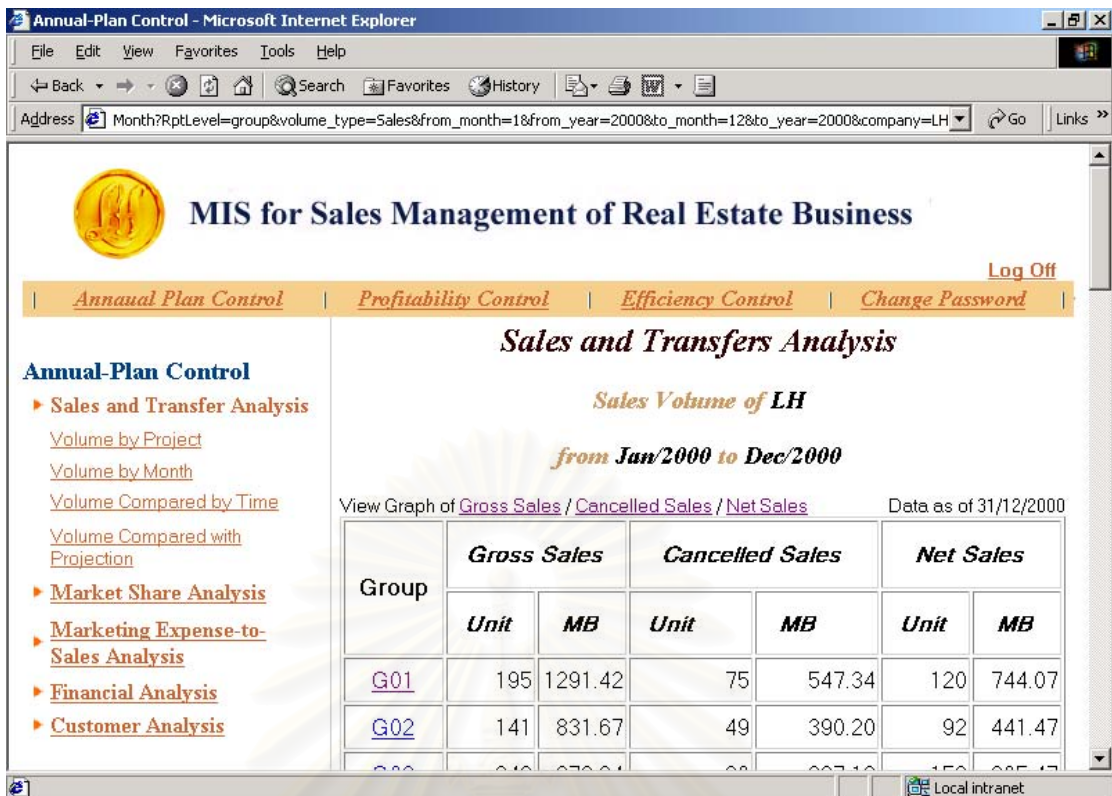 Annual-Plan Control - Microsoft Internet Explorer
File Edit View Favorites Tools Help
Back Search Favorites History
Address Month?RptLevel=group&volume_type=Sales&from_month=1&from_year=2000&to_month=12&to_year=2000&company=LH Go Links »
LH
MIS for Sales Management of Real Estate Business
Log Off
| Annaual Plan Control | Profitability Control | Efficiency Control | Change Password |
Annual-Plan Control
Sales and Transfer Analysis
Volume by Project
Volume by Month
Volume Compared by Time
Volume Compared with
Projection
Market Share Analysis
Marketing Expense-to-
Sales Analysis
Financial Analysis
Customer Analysis
Sales and Transfers Analysis
Sales Volume of LH
from Jan/2000 to Dec/2000
View Graph of Gross Sales / Cancelled Sales / Net Sales Data as of 31/12/2000
Group Gross Sales Cancelled Sales Net Sales
Unit MB Unit MB Unit MB
G01 195 1291.42 75 547.34 120 744.07
G02 141 831.67 49 390.20 92 441.47
Local intranet